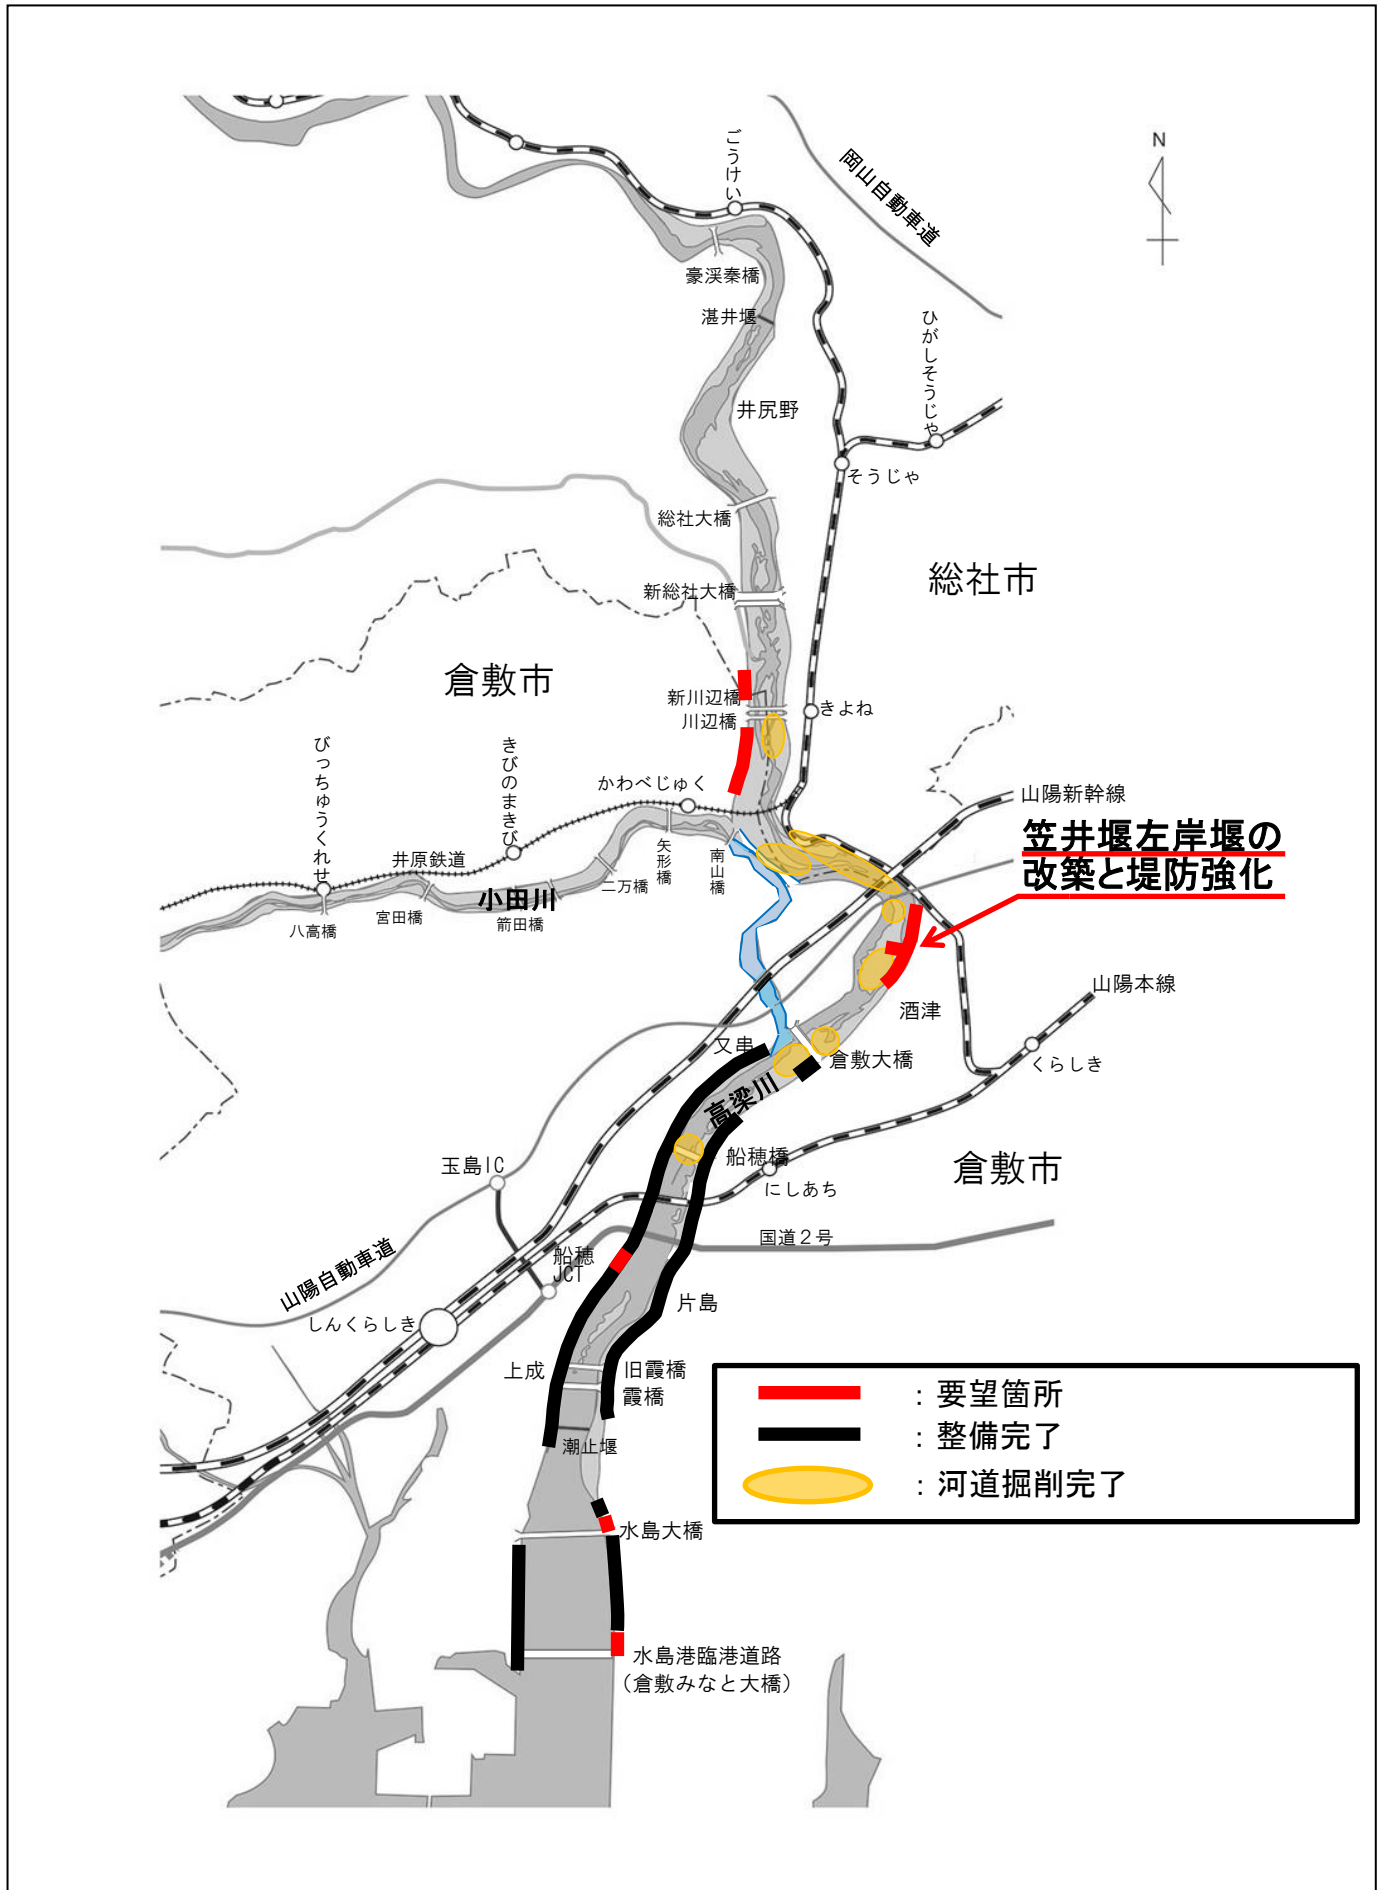 N
ごうけい
岡山自動車道
豪渓秦橋
湛井堰
ひがしそうじゃ
井尻野
そうじゃ
総社大橋
総社市
新総社大橋
倉敷市
新川辺橋
川辺橋
きよね
びっちゅうくれせ
きびのまきび
かわべじゅく
山陽新幹線
笠井堰左岸堰の
改築と堤防強化
井原鉄道
矢形橋
南山橋
二万橋
小田川
宮田橋
箭田橋
八高橋
山陽本線
酒津
又串
倉敷大橋
くらしき
高梁川
船穂橋
倉敷市
玉島IC
にしあち
国道2号
船穂
JCT
山陽自動車道
片島
しんくらしき
上成
旧霞橋
霞橋
:要望箇所
:整備完了
潮止堰
:河道掘削完了
水島大橋
水島港臨港道路
(倉敷みなと大橋)